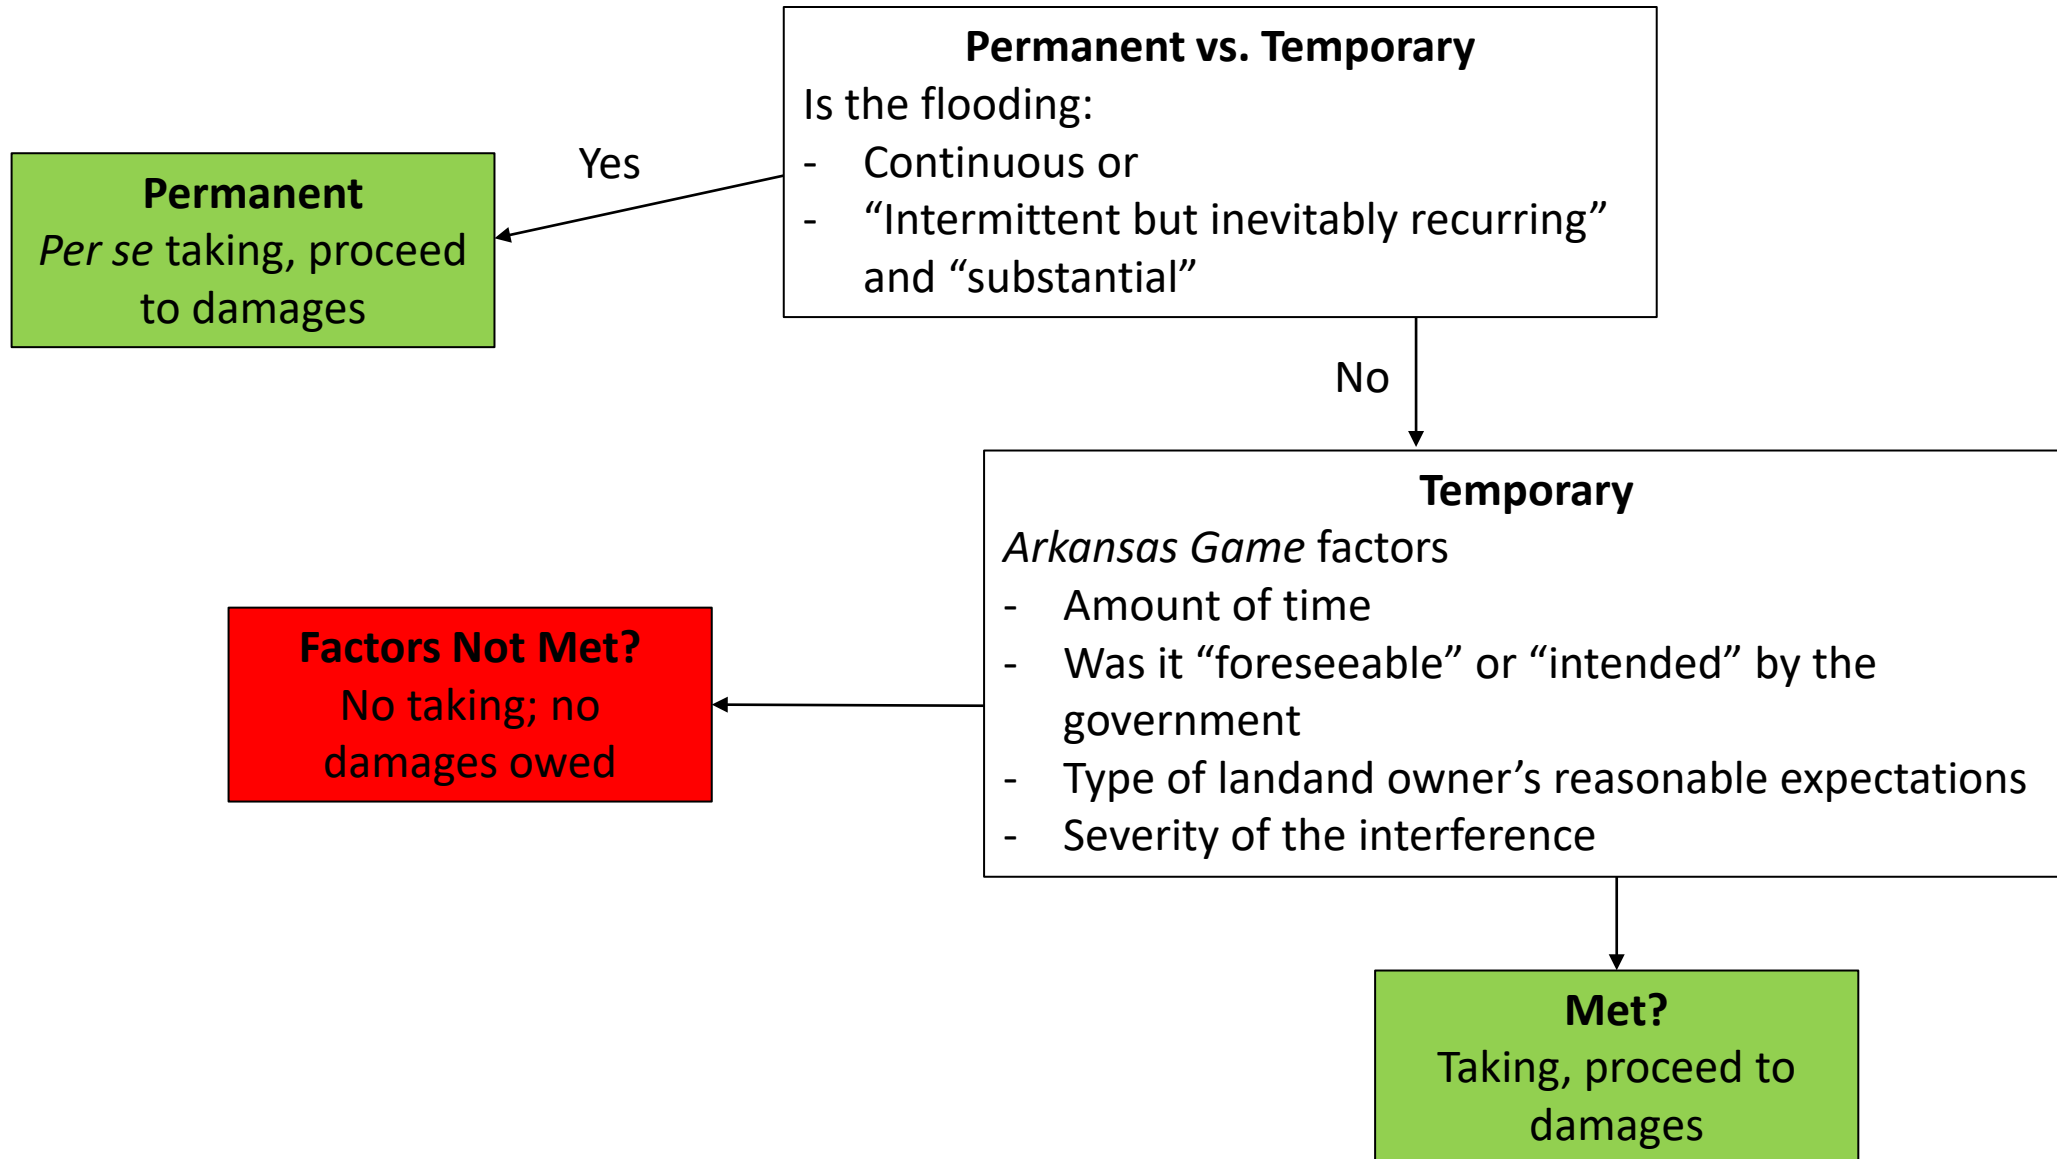 Permanent vs. Temporary
Is the flooding:
- Continuous or
- “Intermittent but inevitably recurring”
and “substantial”
Yes
Permanent
Per se taking, proceed
to damages
No
Temporary
Arkansas Game factors
- Amount of time
- Was it “foreseeable” or “intended” by the
government
- Type of landand owner’s reasonable expectations
- Severity of the interference
Factors Not Met?
No taking; no
damages owed
Met?
Taking, proceed to
damages